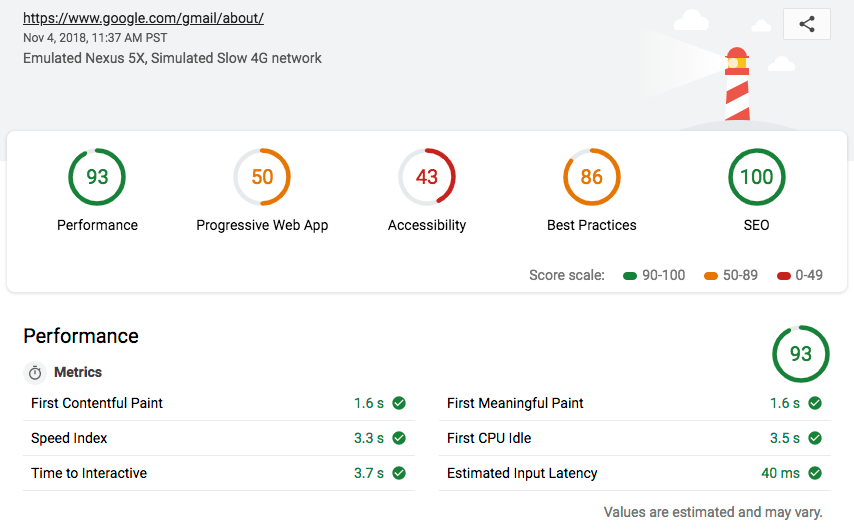 https://www.google.com/gmail/about/
Nov 4, 2018, 11:37 AM PST
Emulated Nexus 5X, Simulated Slow 4G network
93 50 43 86 100
Performance Progressive Web App Accessibility Best Practices SEO
Score scale: 90-100 50-89 0-49
Performance
93
Metrics
First Contentful Paint 1.6 s First Meaningful Paint 1.6 s
Speed Index 3.3 s First CPU Idle 3.5 s
Time to Interactive 3.7 s Estimated Input Latency 40 ms
Values are estimated and may vary.